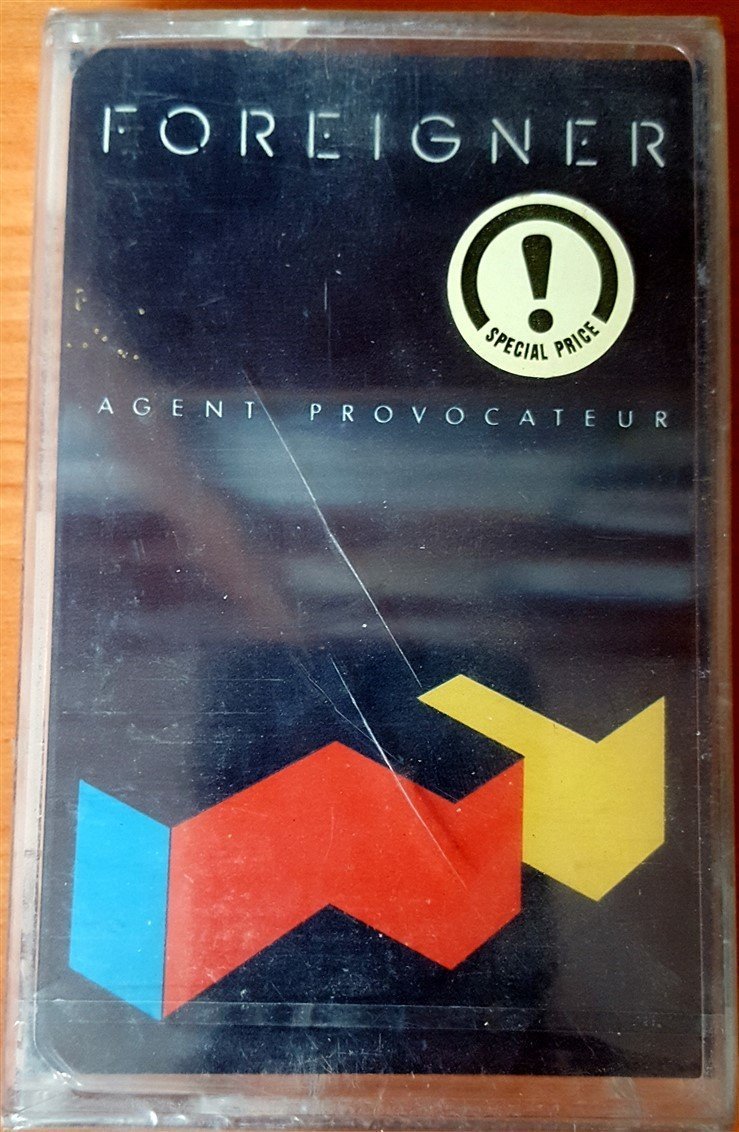 FOREIGNER
!
SPECIAL PRICE
AGENT PROVOCATEUR